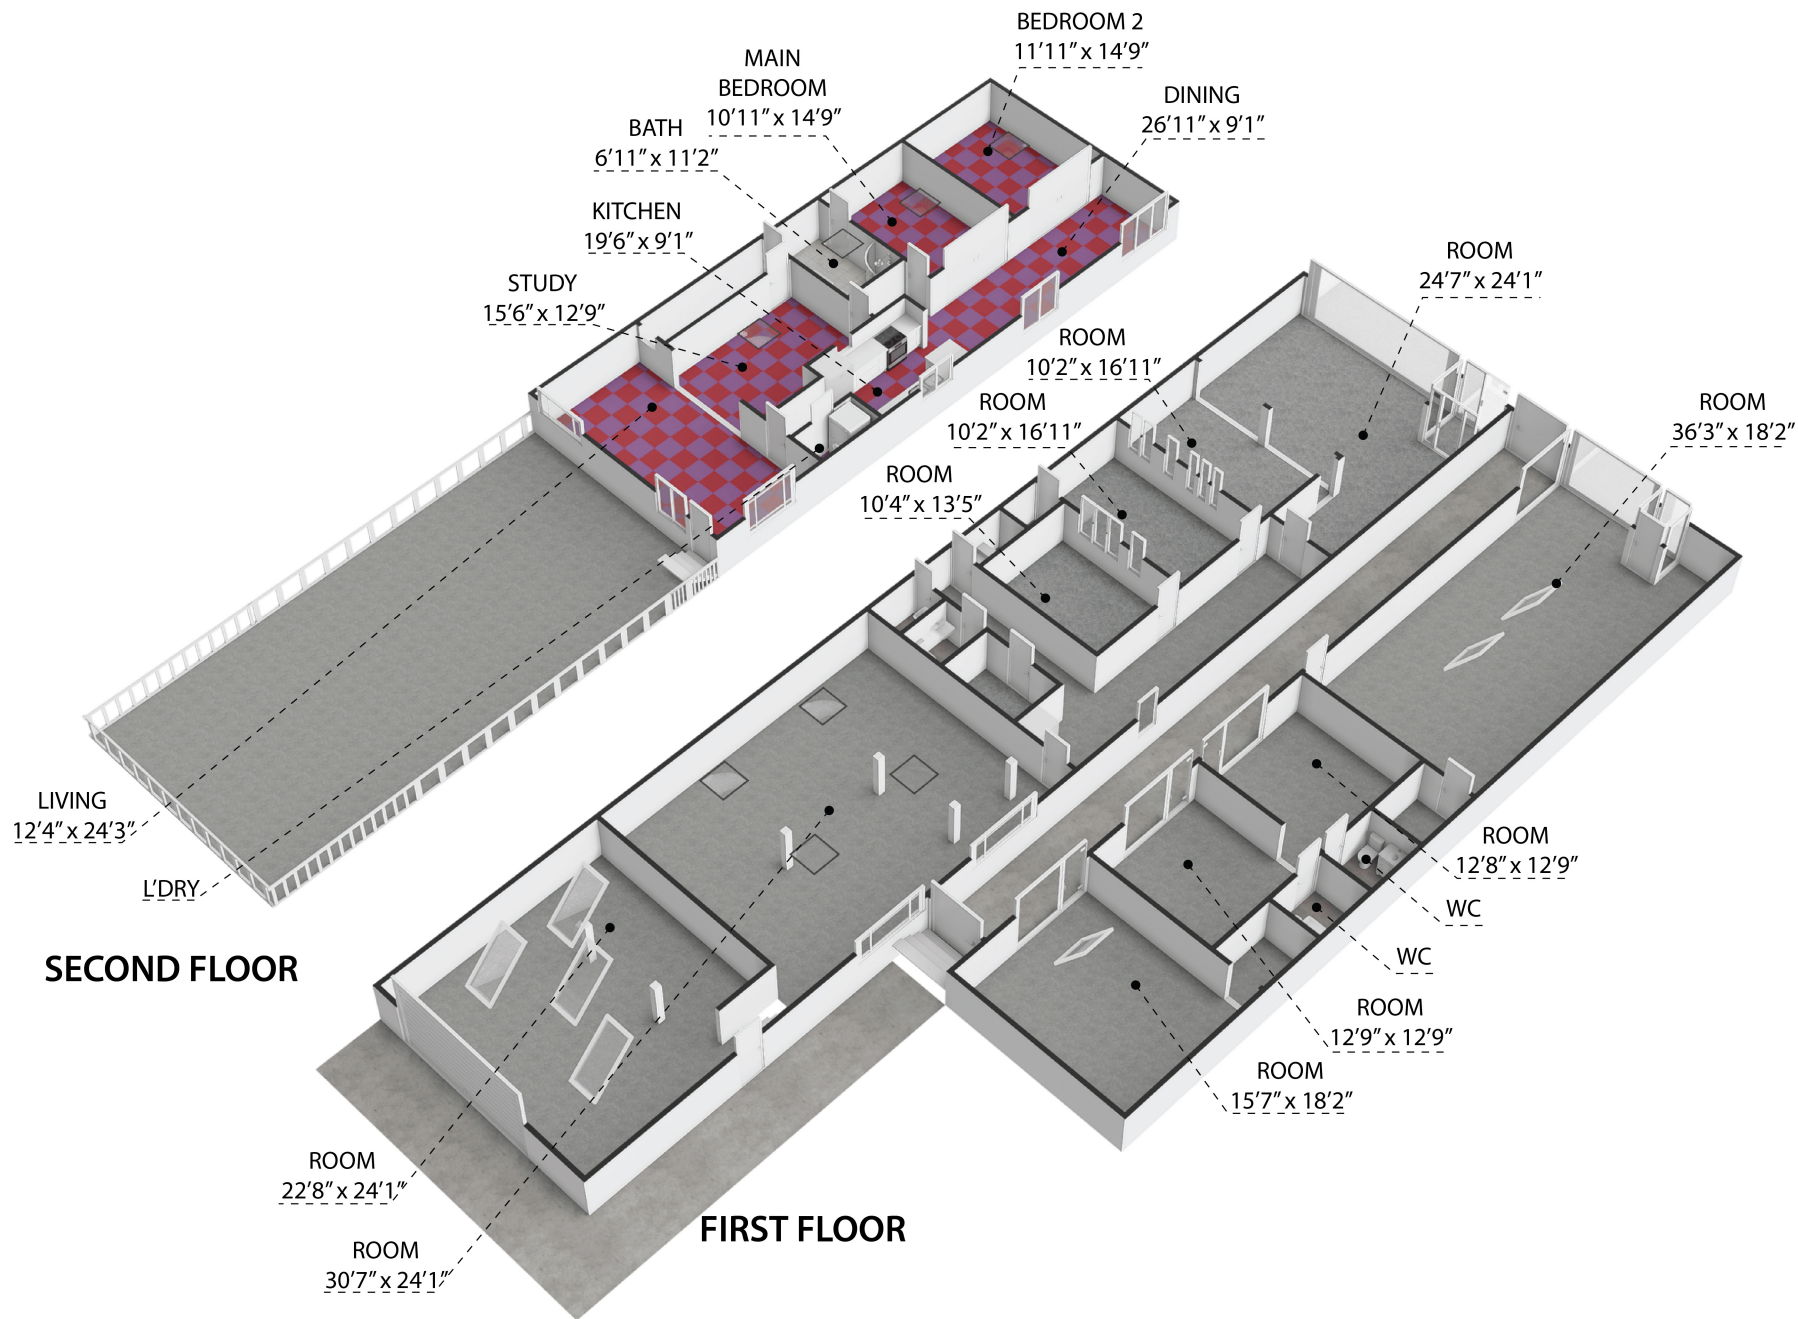 BEDROOM 2
11'11" x 14'9"
MAIN
BEDROOM
10'11" x 14'9"
DINING
26'11" x 9'1"
BATH
6'11" x 11'2"
KITCHEN
19'6" x 9'1"
STUDY
15'6" x 12'9"
ROOM
24'7" x 24'1"
ROOM
10'2" x 16'11"
ROOM
10'2" x 16'11"
ROOM
36'3" x 18'2"
ROOM
10'4" x 13'5"
LIVING
12'4" x 24'3"
L'DRY
SECOND FLOOR
ROOM
12'8" x 12'9"
WC
WC
ROOM
12'9" x 12'9"
ROOM
15'7" x 18'2"
ROOM
22'8" x 24'1"
FIRST FLOOR
ROOM
30'7" x 24'1"